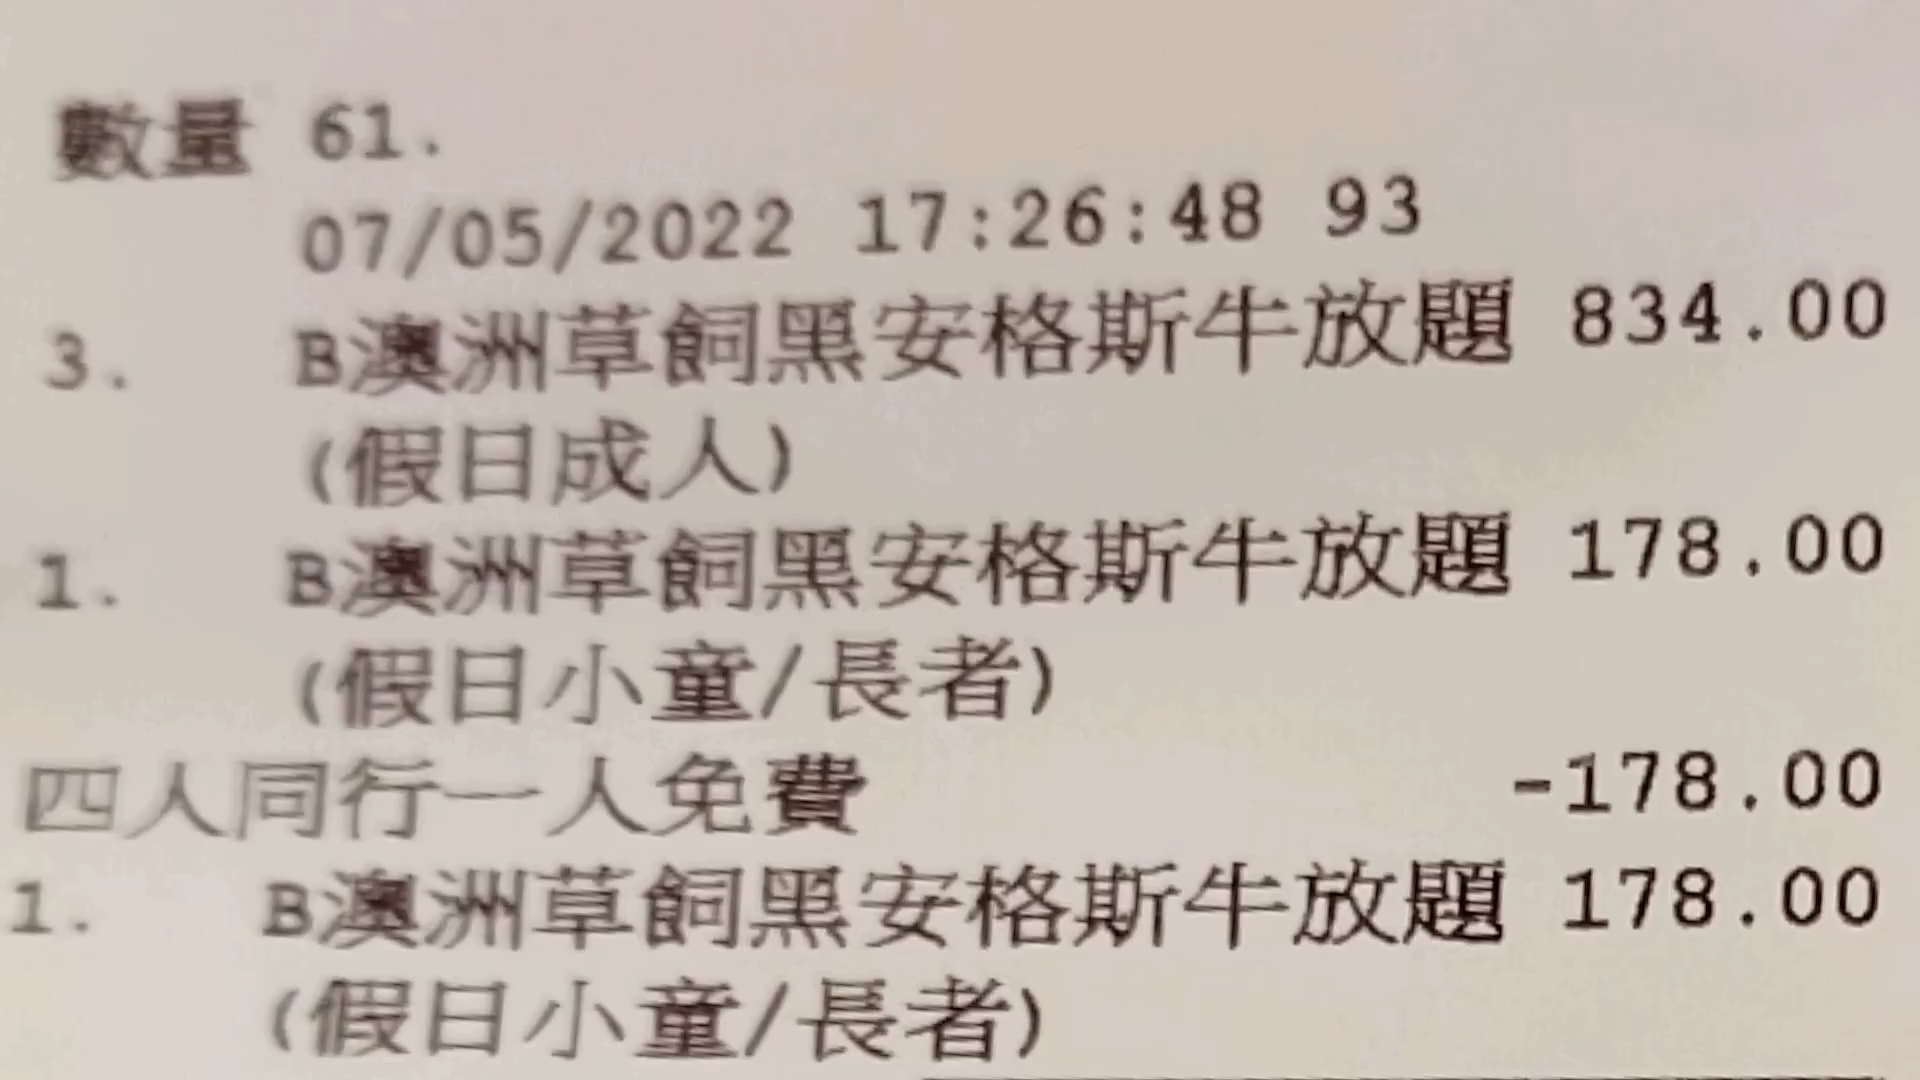 數量 61.
07/05/2022 17:26:48 93
3. B澳洲草飼黑安格斯牛放題 834.00
(假日成人)
1. B澳洲草飼黑安格斯牛放題 178.00
(假日小童/長者)
四人同行一人免費 -178.00
1. B澳洲草飼黑安格斯牛放題 178.00
(假日小童/長者)